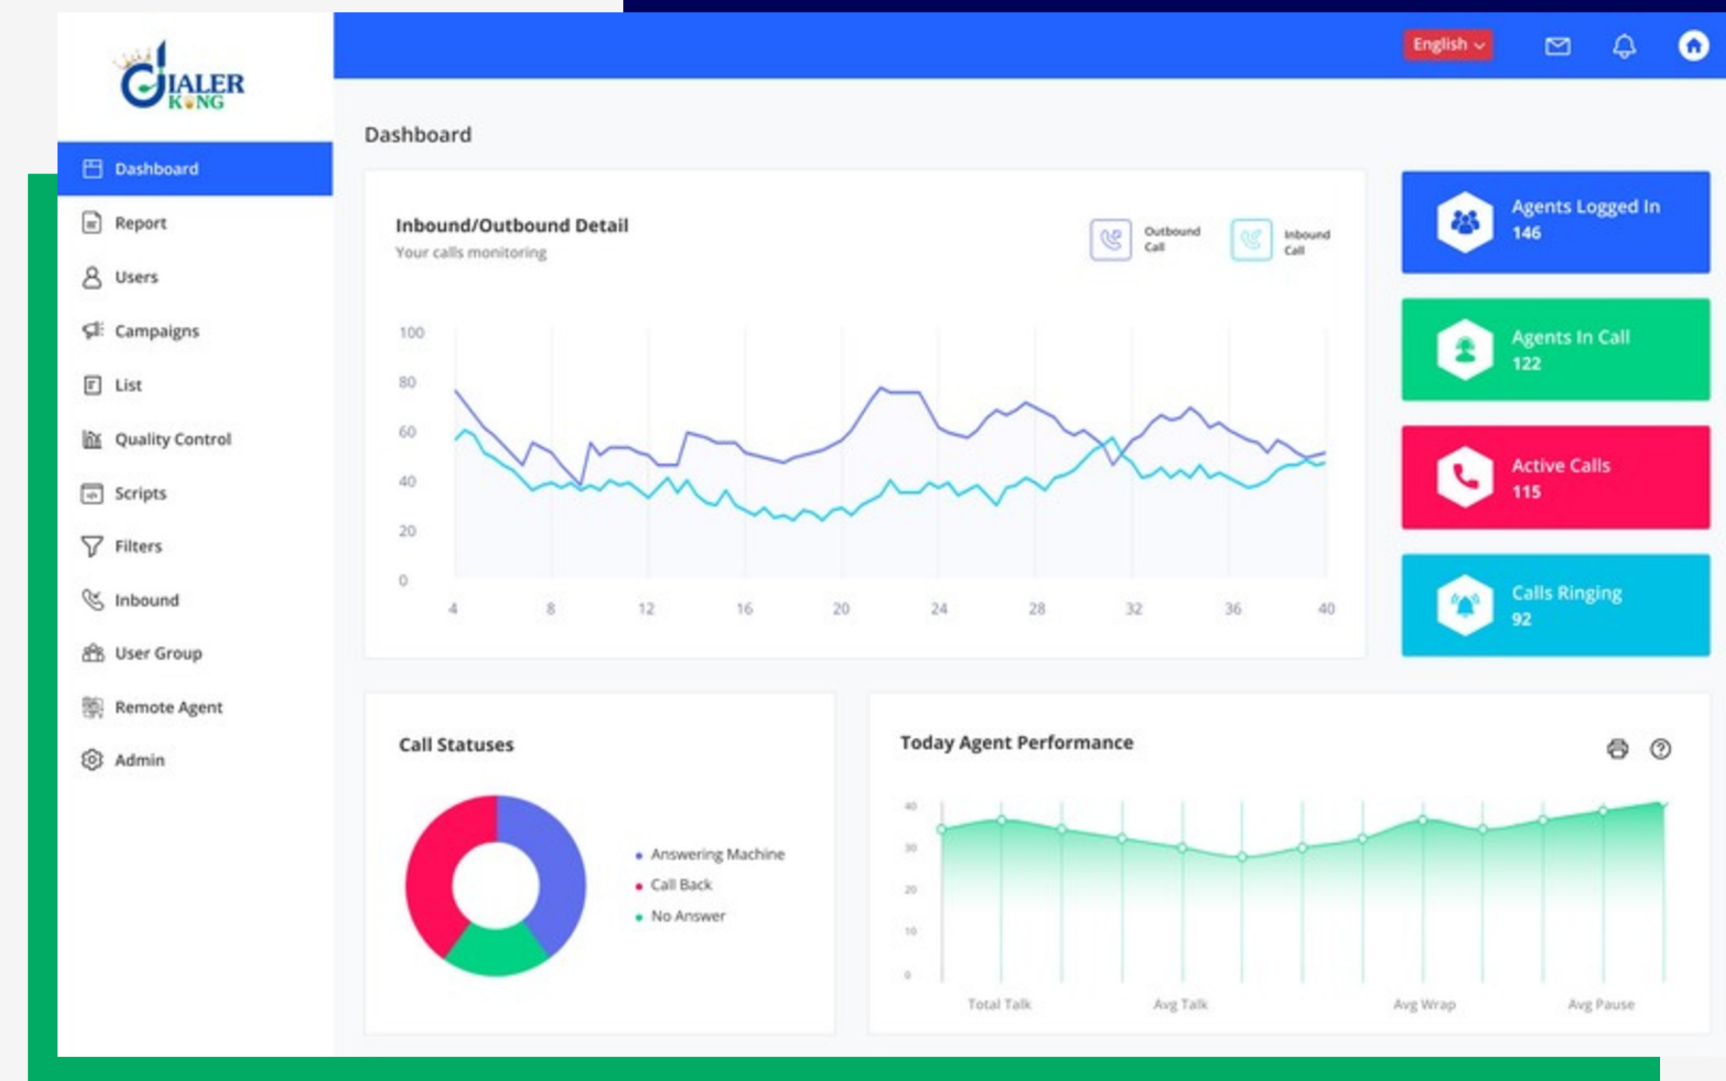 DIALER
KING
English
Dashboard
Report
Users
Campaigns
List
Quality Control
Scripts
Filters
Inbound
User Group
Remote Agent
Admin
Dashboard
Inbound/Outbound Detail
Your calls monitoring
Outbound
Call
Inbound
Call
100
80
60
40
20
0
4 8 12 16 20 24 28 32 36 40
Agents Logged In
146
Agents In Call
122
Active Calls
115
Calls Ringing
92
Call Statuses
Answering Machine
Call Back
No Answer
Today Agent Performance
40
30
20
10
0
Total Talk Avg Talk Avg Wrap Avg Pause